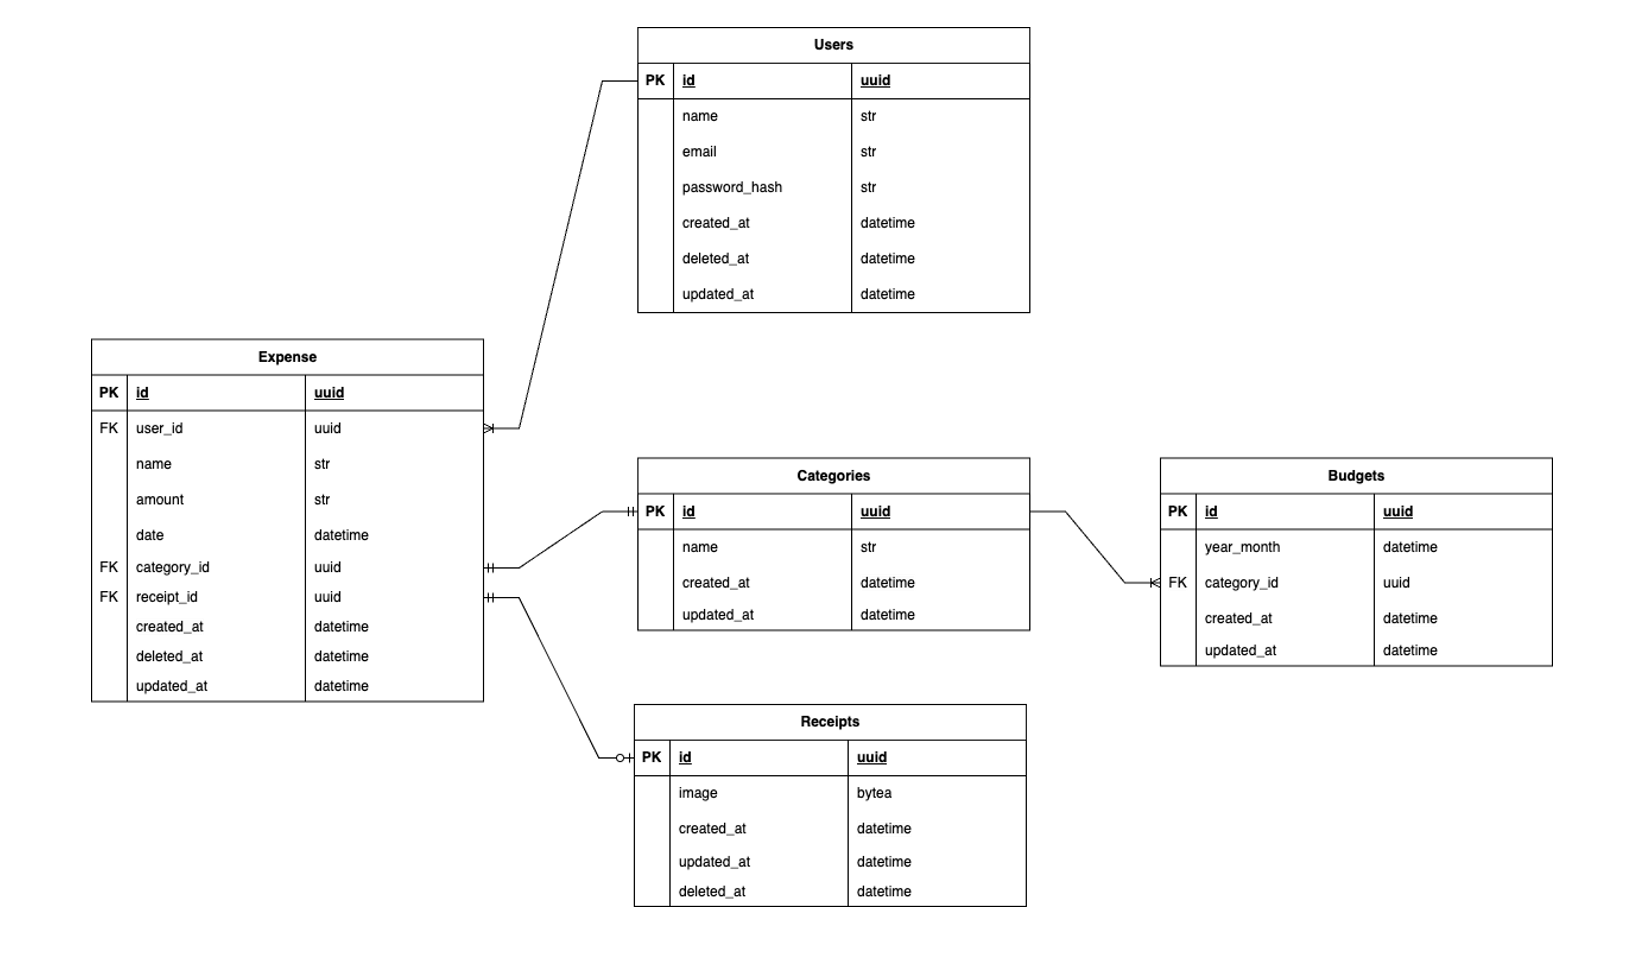 Users
PK id uuid
name str
email str
password_hash str
created_at datetime
deleted_at datetime
updated_at datetime
Expense
PK id uuid
FK user_id uuid
name str
amount str
date datetime
FK category_id uuid
FK receipt_id uuid
created_at datetime
deleted_at datetime
updated_at datetime
Categories
PK id uuid
name str
created_at datetime
updated_at datetime
Budgets
PK id uuid
year_month datetime
FK category_id uuid
created_at datetime
updated_at datetime
Receipts
PK id uuid
image bytea
created_at datetime
updated_at datetime
deleted_at datetime